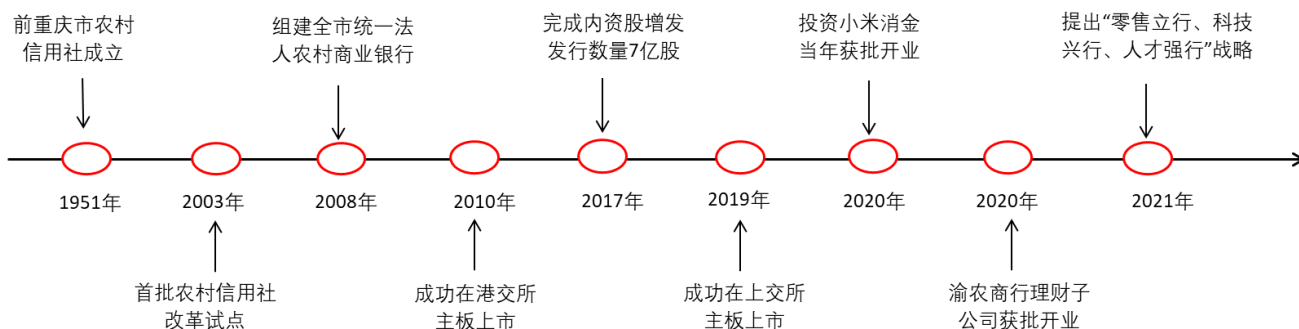 前重庆市农村
信用社成立
组建全市统一法
人农村商业银行
完成内资股增发
发行数量7亿股
投资小米消金
当年获批开业
提出“零售立行、科技
兴行、人才强行”战略
1951年
2003年
2008年
2010年
2017年
2019年
2020年
2020年
2021年
首批农村信用社
改革试点
成功在港交所
主板上市
成功在上交所
主板上市
渝农商行理财子
公司获批开业